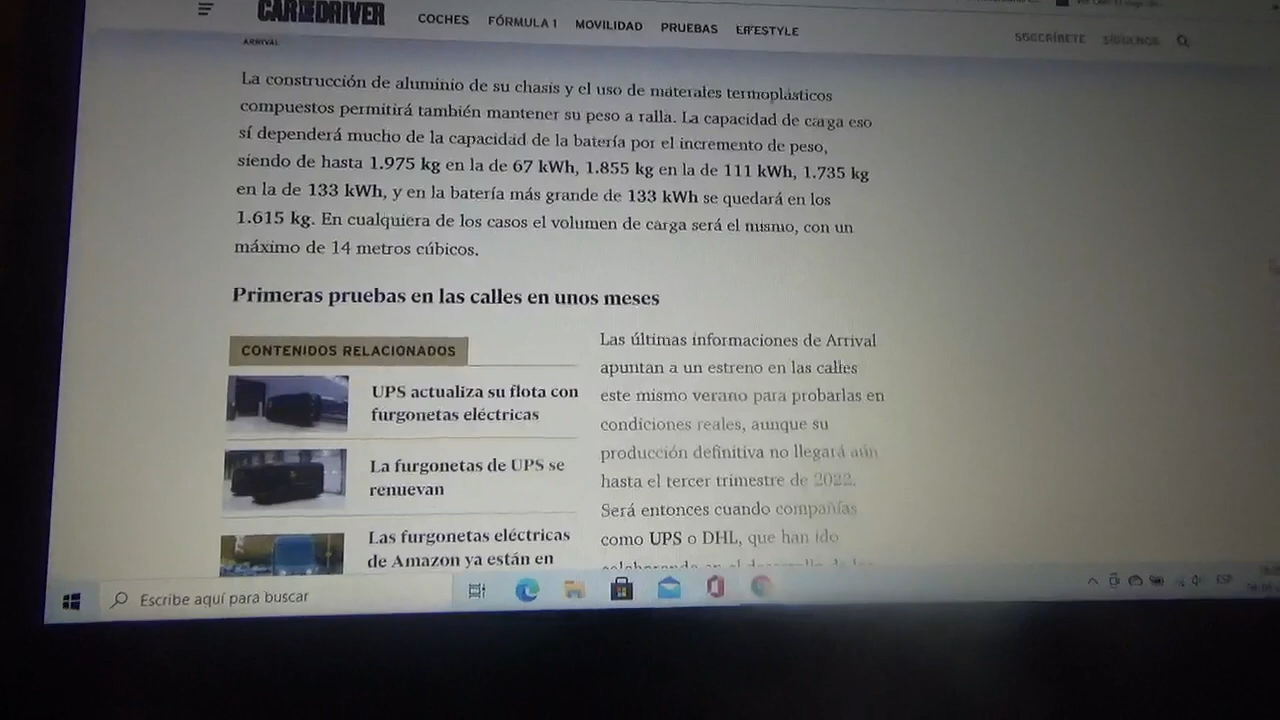 CAR AND DRIVER
COCHES FÓRMULA 1 MOVILIDAD PRUEBAS LIFESTYLE
SUSCRÍBETE SÍGUENOS
ARRIVAL
La construcción de aluminio de su chasis y el uso de materales termoplásticos
compuestos permitirá también mantener su peso a ralla. La capacidad de carga eso
sí dependerá mucho de la capacidad de la batería por el incremento de peso,
siendo de hasta 1.975 kg en la de 67 kWh, 1.855 kg en la de 111 kWh, 1.735 kg
en la de 133 kWh, y en la batería más grande de 133 kWh se quedará en los
1.615 kg. En cualquiera de los casos el volumen de carga será el mismo, con un
máximo de 14 metros cúbicos.
Primeras pruebas en las calles en unos meses
CONTENIDOS RELACIONADOS
UPS actualiza su flota con
furgonetas eléctricas
La furgonetas de UPS se
renuevan
Las furgonetas eléctricas
de Amazon ya están en
Las últimas informaciones de Arrival
apuntan a un estreno en las calles
este mismo verano para probarlas en
condiciones reales, aunque su
producción definitiva no llegará aún
hasta el tercer trimestre de 2022.
Será entonces cuando compañías
como UPS o DHL, que han ido
Escribe aquí para buscar
ESP